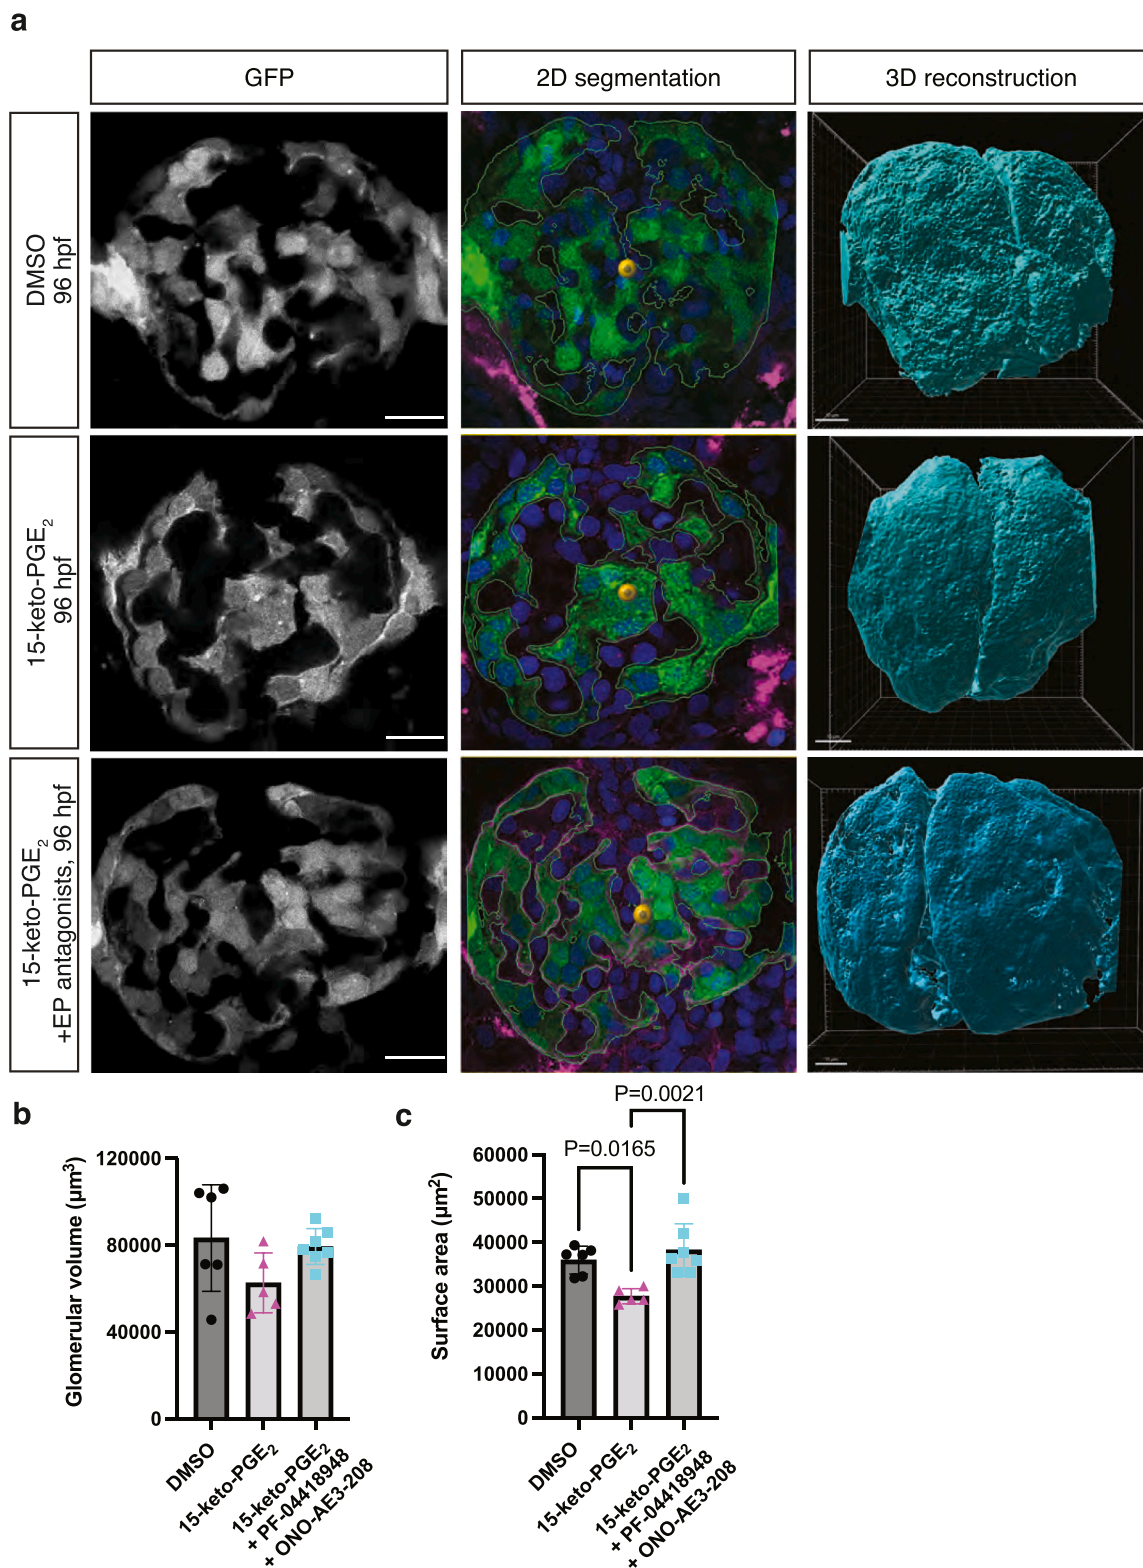 a
GFP
2D segmentation
3D reconstruction
DMSO
96 hpf
15-keto-PGE2
96 hpf
15-keto-PGE2
+EP antagonists, 96 hpf
b
Glomerular volume (µm3)
120000
80000
40000
0
DMSO
15-keto-PGE2
15-keto-PGE2
+ PF-04418948
+ ONO-AE3-208
c
P=0.0021
P=0.0165
Surface area (µm2)
60000
50000
40000
30000
20000
10000
0
DMSO
15-keto-PGE2
15-keto-PGE2
+ PF-04418948
+ ONO-AE3-208